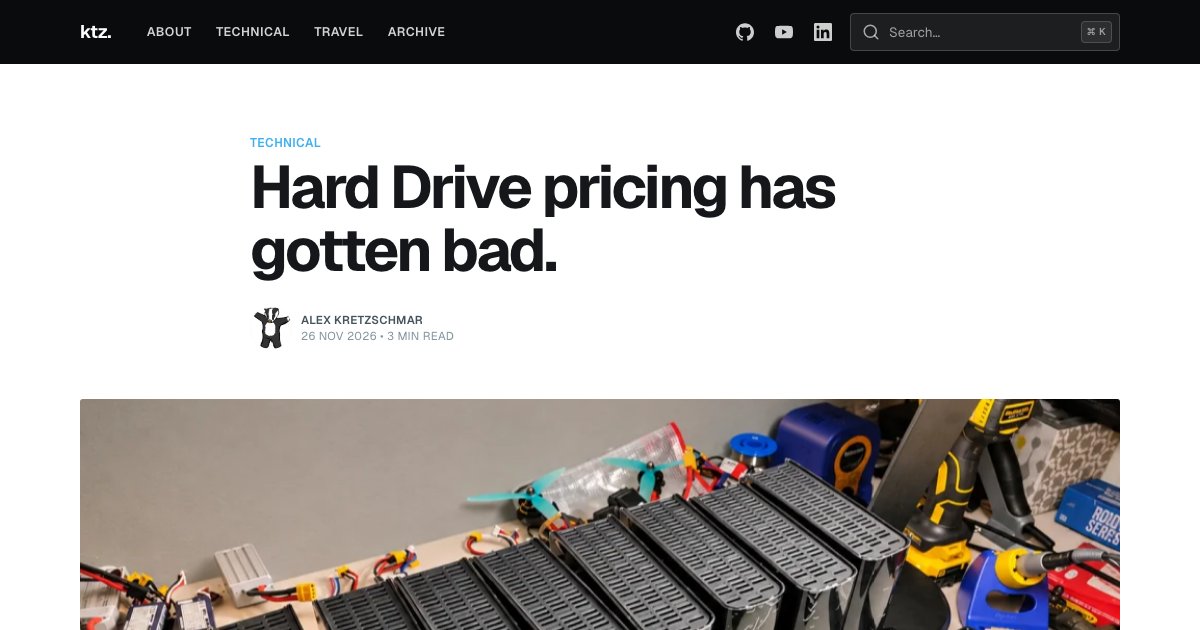 ktz.
ABOUT
TECHNICAL
TRAVEL
ARCHIVE
Search...
⌘ K
TECHNICAL
Hard Drive pricing has
gotten bad.
ALEX KRETZSCHMAR
26 NOV 2026 • 3 MIN READ